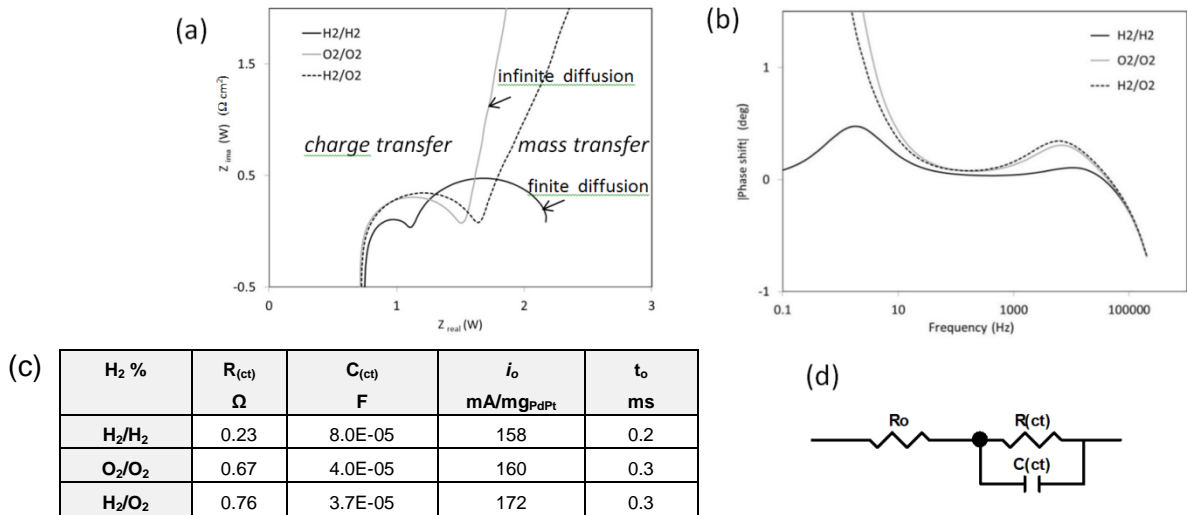 (a)
H2/H2
O2/O2
H2/O2
1.5
0.5
-0.5
Z ima (W) (Ω cm²)
infinite diffusion
charge transfer
mass transfer
finite diffusion
0 1 2 3
Z real (W)
(b)
H2/H2
O2/O2
H2/O2
1
0
-1
|Phase shift| (deg)
0.1 10 1000 100000
Frequency (Hz)
(c)
H₂ % R(ct) C(ct) iₒ tₒ
Ω F mA/mgPdPt ms
H₂/H₂ 0.23 8.0E-05 158 0.2
O₂/O₂ 0.67 4.0E-05 160 0.3
H₂/O₂ 0.76 3.7E-05 172 0.3
(d)
Ro R(ct)
C(ct)